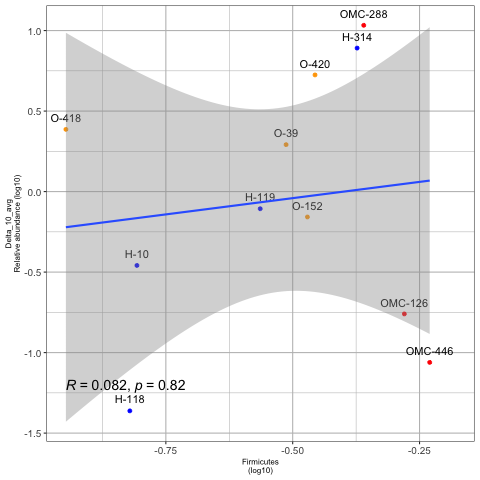 OMC-288
1.0
H-314
O-420
0.5
O-418
O-39
Delta_10_avg
Relative abundance (log10)
0.0
H-119
O-152
H-10
-0.5
OMC-126
-1.0
OMC-446
R = 0.082, p = 0.82
H-118
-1.5
-0.75 -0.50 -0.25
Firmicutes
(log10)